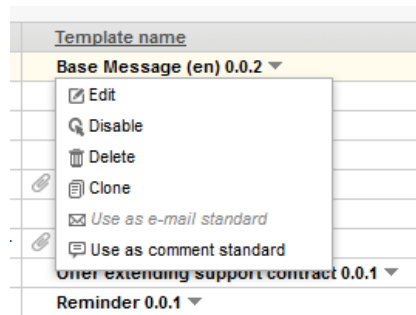 Template name
Base Message (en) 0.0.2
Edit
Disable
Delete
Clone
Use as e-mail standard
Use as comment standard
Offer extending support contract 0.0.1
Reminder 0.0.1